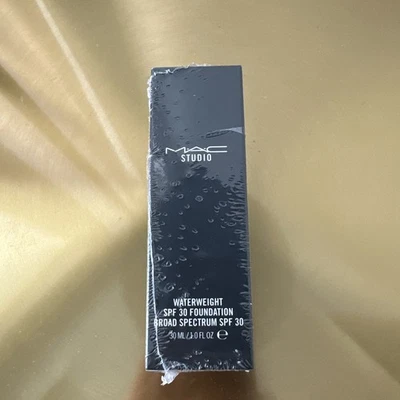 MAC
STUDIO
WATERWEIGHT
SPF 30 FOUNDATION
BROAD SPECTRUM SPF 30
30 ML/1.0 FL OZ ℮